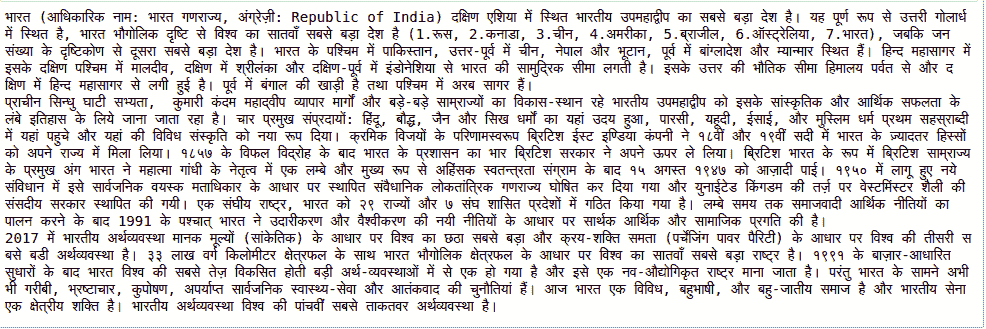 भारत (आधिकारिक नाम: भारत गणराज्य, अंग्रेज़ी: Republic of India) दक्षिण एशिया में स्थित भारतीय उपमहाद्वीप का सबसे बड़ा देश है। यह पूर्ण रूप से उत्तरी गोलार्ध
में स्थित है, भारत भौगोलिक दृष्टि से विश्व का सातवाँ सबसे बड़ा देश है (1.रूस, 2.कनाडा, 3.चीन, 4.अमरीका, 5.ब्राजील, 6.ऑस्ट्रेलिया, 7.भारत), जबकि जन
संख्या के दृष्टिकोण से दूसरा सबसे बड़ा देश है। भारत के पश्चिम में पाकिस्तान, उत्तर-पूर्व में चीन, नेपाल और भूटान, पूर्व में बांग्लादेश और म्यान्मार स्थित हैं। हिन्द महासागर में
इसके दक्षिण पश्चिम में मालदीव, दक्षिण में श्रीलंका और दक्षिण-पूर्व में इंडोनेशिया से भारत की सामुद्रिक सीमा लगती है। इसके उत्तर की भौतिक सीमा हिमालय पर्वत से और द
क्षिण में हिन्द महासागर से लगी हुई है। पूर्व में बंगाल की खाड़ी है तथा पश्चिम में अरब सागर हैं।
प्राचीन सिन्धु घाटी सभ्यता, कुमारी कंदम महाद्वीप व्यापार मार्गों और बड़े-बड़े साम्राज्यों का विकास-स्थान रहे भारतीय उपमहाद्वीप को इसके सांस्कृतिक और आर्थिक सफलता के
लंबे इतिहास के लिये जाना जाता रहा है। चार प्रमुख संप्रदायों: हिंदू, बौद्ध, जैन और सिख धर्मों का यहां उदय हुआ, पारसी, यहूदी, ईसाई, और मुस्लिम धर्म प्रथम सहस्राब्दी
में यहां पहुचे और यहां की विविध संस्कृति को नया रूप दिया। क्रमिक विजयों के परिणामस्वरूप ब्रिटिश ईस्ट इण्डिया कंपनी ने १८वीं और १९वीं सदी में भारत के ज़्यादतर हिस्सों
को अपने राज्य में मिला लिया। १८५७ के विफल विद्रोह के बाद भारत के प्रशासन का भार ब्रिटिश सरकार ने अपने ऊपर ले लिया। ब्रिटिश भारत के रूप में ब्रिटिश साम्राज्य
के प्रमुख अंग भारत ने महात्मा गांधी के नेतृत्व में एक लम्बे और मुख्य रूप से अहिंसक स्वतन्त्रता संग्राम के बाद १५ अगस्त १९४७ को आज़ादी पाई। १९५० में लागू हुए नये
संविधान में इसे सार्वजनिक वयस्क मताधिकार के आधार पर स्थापित संवैधानिक लोकतांत्रिक गणराज्य घोषित कर दिया गया और युनाईटेड किंगडम की तर्ज़ पर वेस्टमिंस्टर शैली की
संसदीय सरकार स्थापित की गयी। एक संघीय राष्ट्र, भारत को २९ राज्यों और ७ संघ शासित प्रदेशों में गठित किया गया है। लम्बे समय तक समाजवादी आर्थिक नीतियों का
पालन करने के बाद 1991 के पश्चात् भारत ने उदारीकरण और वैश्वीकरण की नयी नीतियों के आधार पर सार्थक आर्थिक और सामाजिक प्रगति की है।
2017 में भारतीय अर्थव्यवस्था मानक मूल्यों (सांकेतिक) के आधार पर विश्व का छठा सबसे बड़ा और क्रय-शक्ति समता (पर्चेंजिंग पावर पैरिटी) के आधार पर विश्व की तीसरी स
बसे बडी अर्थव्यवस्था है। ३३ लाख वर्ग किलोमीटर क्षेत्रफल के साथ भारत भौगोलिक क्षेत्रफल के आधार पर विश्व का सातवाँ सबसे बड़ा राष्ट्र है। १९९१ के बाज़ार-आधारित
सुधारों के बाद भारत विश्व की सबसे तेज़ विकसित होती बड़ी अर्थ-व्यवस्थाओं में से एक हो गया है और इसे एक नव-औद्योगिकृत राष्ट्र माना जाता है। परंतु भारत के सामने अभी
भी गरीबी, भ्रष्टाचार, कुपोषण, अपर्याप्त सार्वजनिक स्वास्थ्य-सेवा और आतंकवाद की चुनौतियां हैं। आज भारत एक विविध, बहुभाषी, और बहु-जातीय समाज है और भारतीय सेना
एक क्षेत्रीय शक्ति है। भारतीय अर्थव्यवस्था विश्व की पांचवीं सबसे ताकतवर अर्थव्यवस्था है।